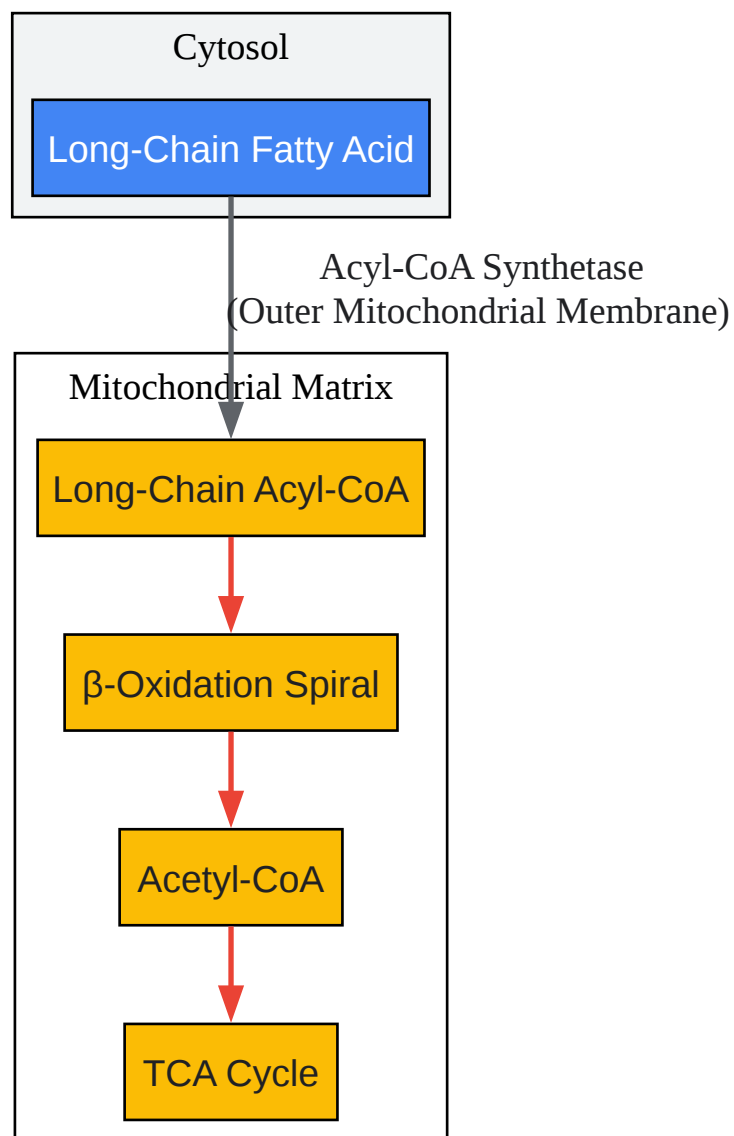 Cytosol
Long-Chain Fatty Acid
Acyl-CoA Synthetase
(Outer Mitochondrial Membrane)
Mitochondrial Matrix
Long-Chain Acyl-CoA
β-Oxidation Spiral
Acetyl-CoA
TCA Cycle